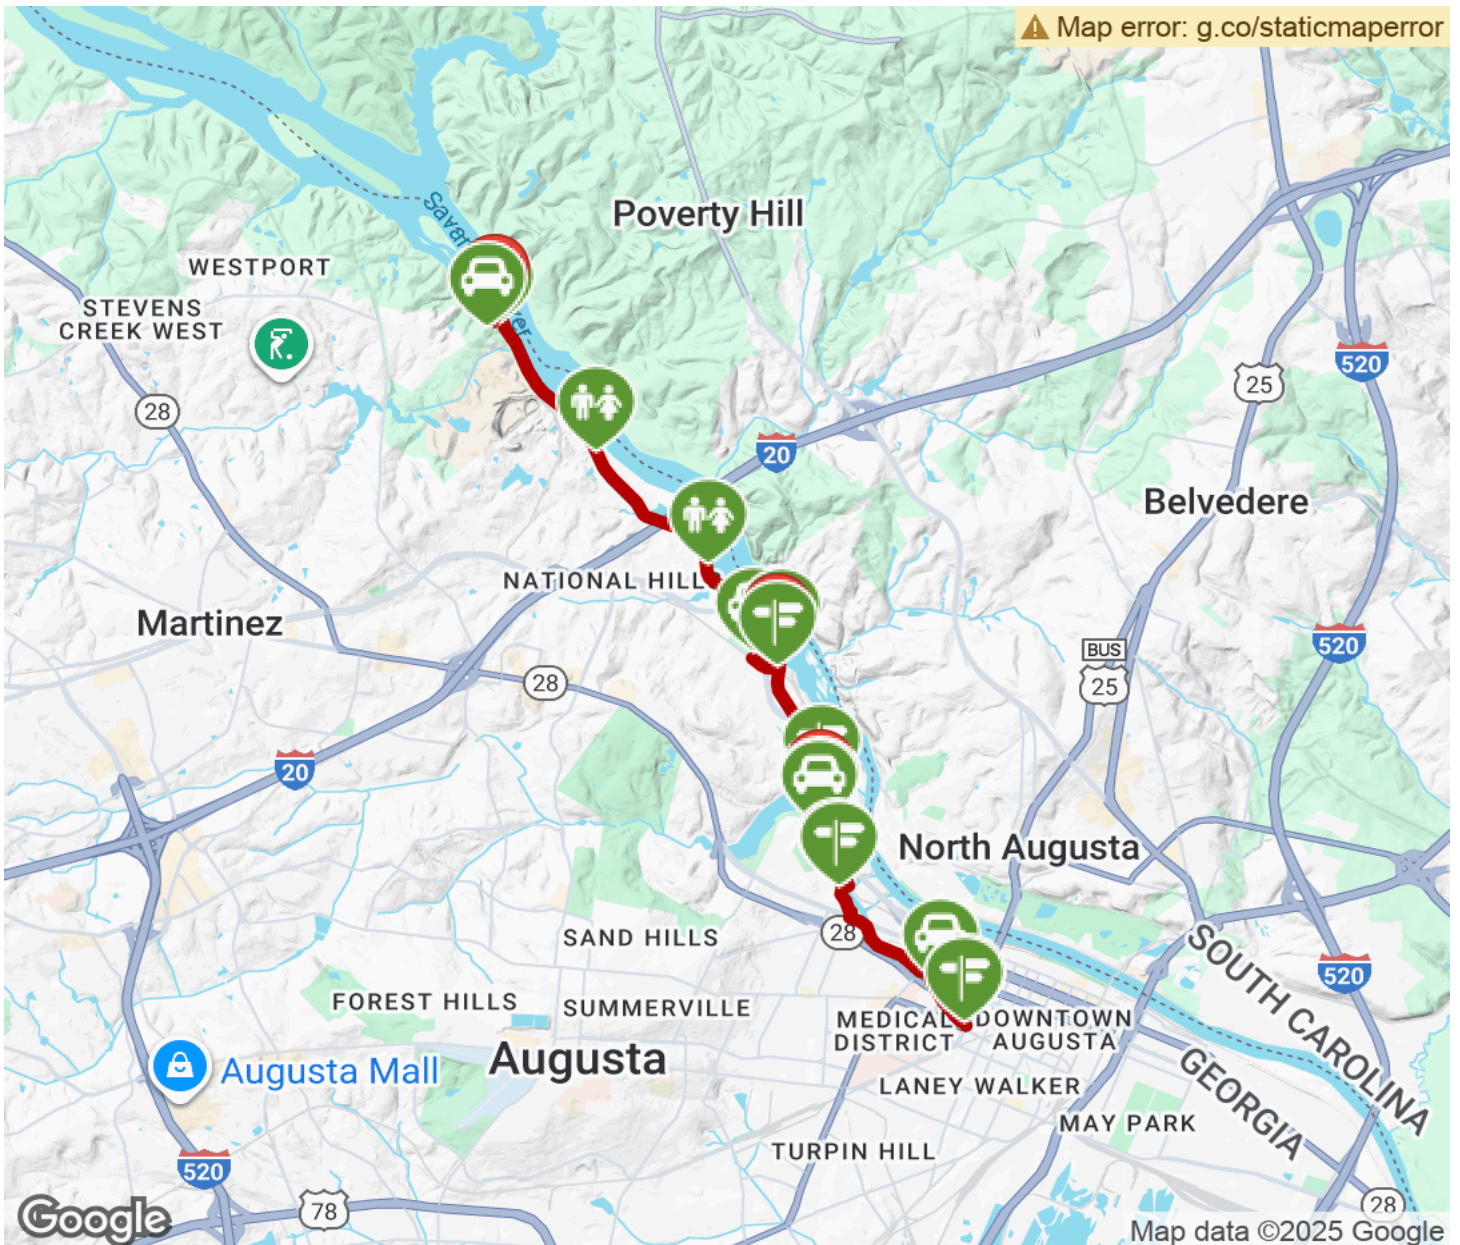 Map error: g.co/staticmaperror
Poverty Hill
WESTPORT
STEVENS
CREEK WEST
28
520
25
20
Belvedere
NATIONAL HILL
Martinez
28
BUS
25
520
20
North Augusta
28
SAND HILLS
SOUTH CAROLINA
520
FOREST HILLS
SUMMERVILLE
MEDICAL
DISTRICT
DOWNTOWN
AUGUSTA
Augusta
Augusta Mall
LANEY WALKER
GEORGIA
MAY PARK
TURPIN HILL
520
78
28
Google
Map data ©2025 Google